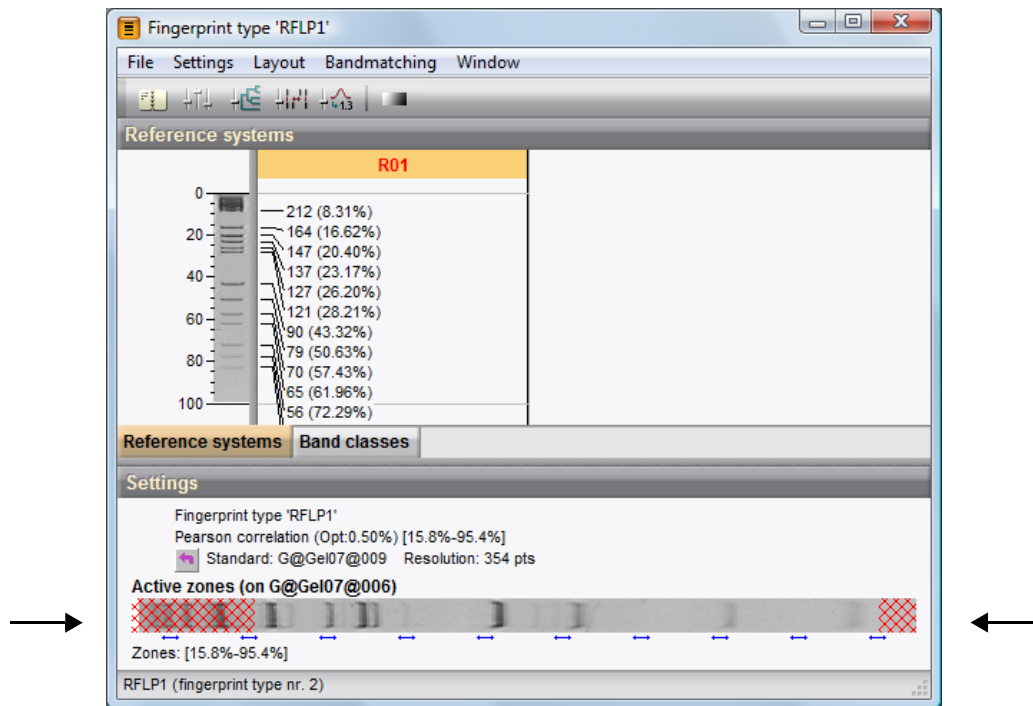 Fingerprint type 'RFLP1'
File Settings Layout Bandmatching Window
1.3
Reference systems
R01
0
20
40
60
80
100
212 (8.31%)
164 (16.62%)
147 (20.40%)
137 (23.17%)
127 (26.20%)
121 (28.21%)
90 (43.32%)
79 (50.63%)
70 (57.43%)
65 (61.96%)
56 (72.29%)
Reference systems Band classes
Settings
Fingerprint type 'RFLP1'
Pearson correlation (Opt:0.50%) [15.8%-95.4%]
Standard: G@Gel07@009 Resolution: 354 pts
Active zones (on G@Gel07@006)
Zones: [15.8%-95.4%]
RFLP1 (fingerprint type nr. 2)